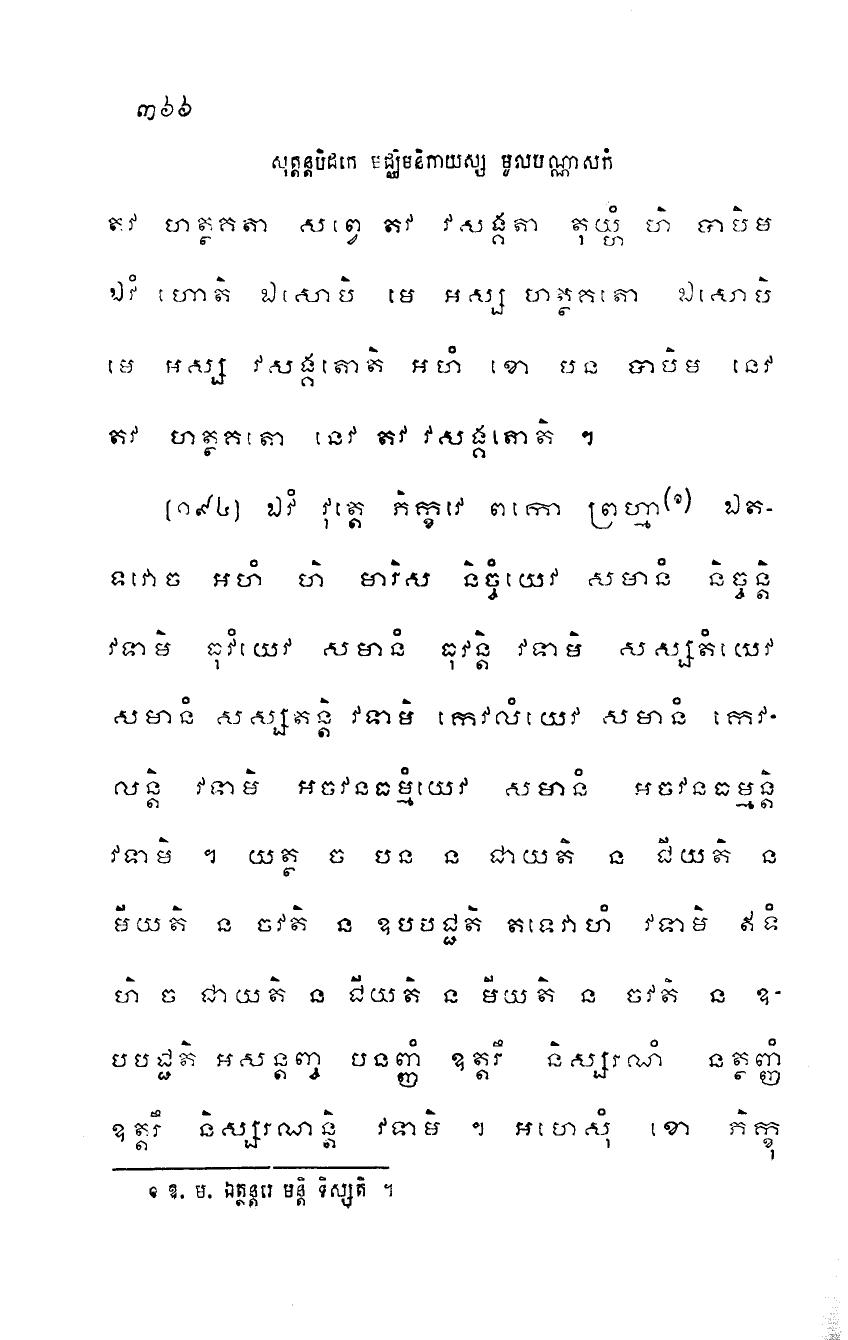 ៣៦៦
សុត្តន្តបិដកេ មជ្ឈិមនិកាយស្ស មូលបណ្ណាសកំ
តវ ហត្ថគតា សព្វេ តវ វសង្គតា តុយ្ហំ ហិ បាបិម
ឯវំ ហោតិ ឯសោបិ មេ អស្ស ហត្ថគតោ ឯសោបិ
មេ អស្ស វសង្គតោតិ អហំ ខោ បន បាបិម នេវ
តវ ហត្ថគតោ នេវ តវ វសង្គតោតិ ។
[១៩៤] ឯវំ វុត្តេ ភិក្ខវេ ពកោ ព្រហ្មា(១) ឯត-
ទវោច អហំ ហិ មារិស និច្ចំយេវ សមានំ និច្ចន្តិ
វទាមិ ធុវំយេវ សមានំ ធុវន្តិ វទាមិ សស្សតំយេវ
សមានំ សស្សតន្តិ វទាមិ កេវលំយេវ សមានំ កេវ-
លន្តិ វទាមិ អចវនធម្មំយេវ សមានំ អចវនធម្មន្តិ
វទាមិ ។ យត្ថ ច បន ន ជាយតិ ន ជីយតិ ន
មីយតិ ន ចវតិ ន ឧបបជ្ជតិ តទេវាហំ វទាមិ ឥទំ
ហិ ច ជាយតិ ន ជីយតិ ន មីយតិ ន ចវតិ ន ឧ-
បបជ្ជតិ អសន្តញ្ច បនញ្ញំ ឧត្តរឹ និស្សរណំ នត្ថញ្ញំ
ឧត្តរឹ និស្សរណន្តិ វទាមិ ។ អហេសុំ ខោ ភិក្ខុ
១ ឱ. ម. ឯត្ថន្តរេ មន្តិ ទិស្សតិ ។